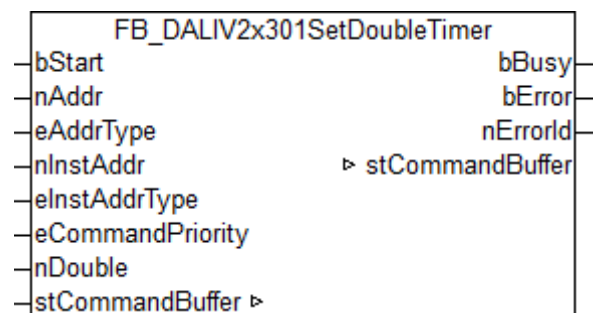 FB_DALIV2x301SetDoubleTimer
bStart bBusy
nAddr bError
eAddrType nErrorId
nInstAddr ▹ stCommandBuffer
eInstAddrType
eCommandPriority
nDouble
stCommandBuffer ▹